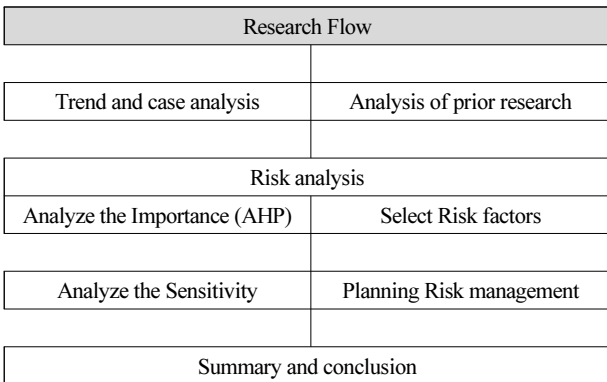 Research Flow
Trend and case analysis
Analysis of prior research
Risk analysis
Analyze the Importance (AHP)
Select Risk factors
Analyze the Sensitivity
Planning Risk management
Summary and conclusion